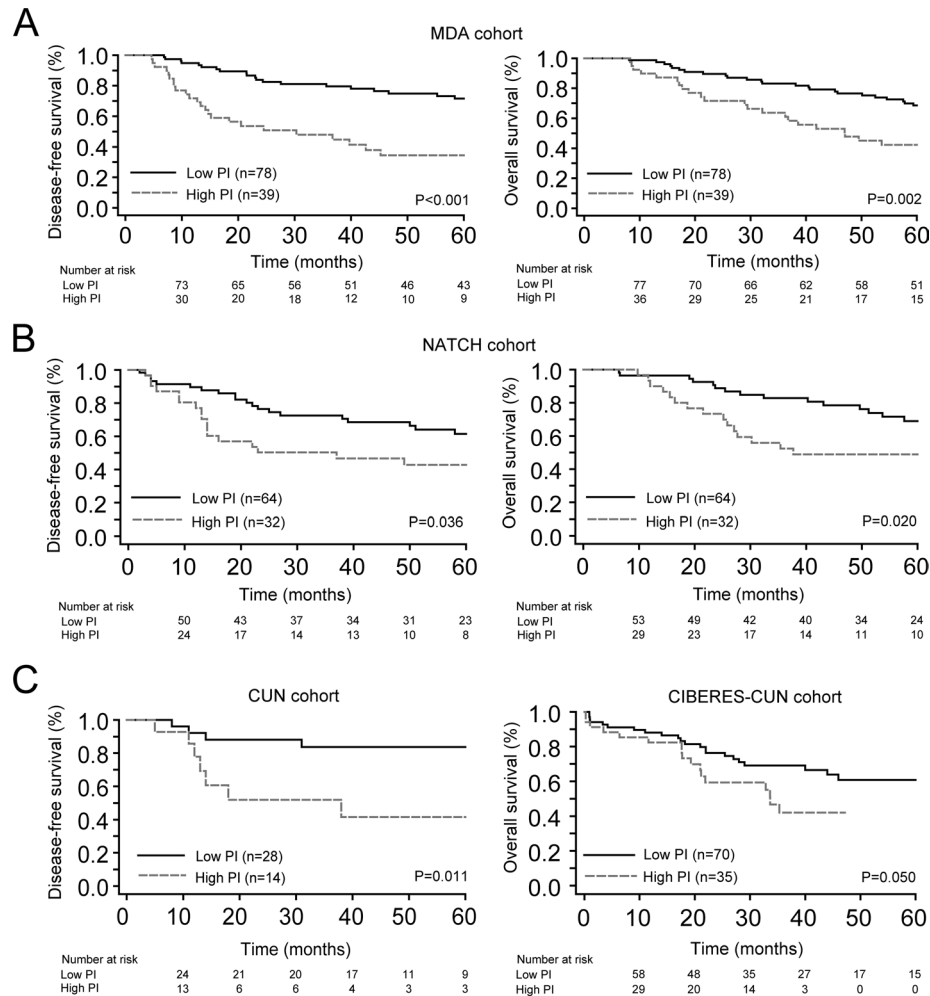 A
MDA cohort
Disease-free survival (%)
1.0
0.8
0.6
0.4
0.2
0.0
Low PI (n=78)
High PI (n=39)
P<0.001
0 10 20 30 40 50 60
Time (months)
Number at risk
Low PI 73 65 56 51 46 43
High PI 30 20 18 12 10 9
Overall survival (%)
1.0
0.8
0.6
0.4
0.2
0.0
Low PI (n=78)
High PI (n=39)
P=0.002
0 10 20 30 40 50 60
Time (months)
Number at risk
Low PI 77 70 66 62 58 51
High PI 36 29 25 21 17 15
B
NATCH cohort
Disease-free survival (%)
1.0
0.8
0.6
0.4
0.2
0.0
Low PI (n=64)
High PI (n=32)
P=0.036
0 10 20 30 40 50 60
Time (months)
Number at risk
Low PI 50 43 37 34 31 23
High PI 24 17 14 13 10 8
Overall survival (%)
1.0
0.8
0.6
0.4
0.2
0.0
Low PI (n=64)
High PI (n=32)
P=0.020
0 10 20 30 40 50 60
Time (months)
Number at risk
Low PI 53 49 42 40 34 24
High PI 29 23 17 14 11 10
C
CUN cohort
Disease-free survival (%)
1.0
0.8
0.6
0.4
0.2
0.0
Low PI (n=28)
High PI (n=14)
P=0.011
0 10 20 30 40 50 60
Time (months)
Number at risk
Low PI 24 21 20 17 11 9
High PI 13 6 6 4 3 3
CIBERES-CUN cohort
Overall survival (%)
1.0
0.8
0.6
0.4
0.2
0.0
Low PI (n=70)
High PI (n=35)
P=0.050
0 10 20 30 40 50 60
Time (months)
Number at risk
Low PI 58 48 35 27 17 15
High PI 29 20 14 3 0 0